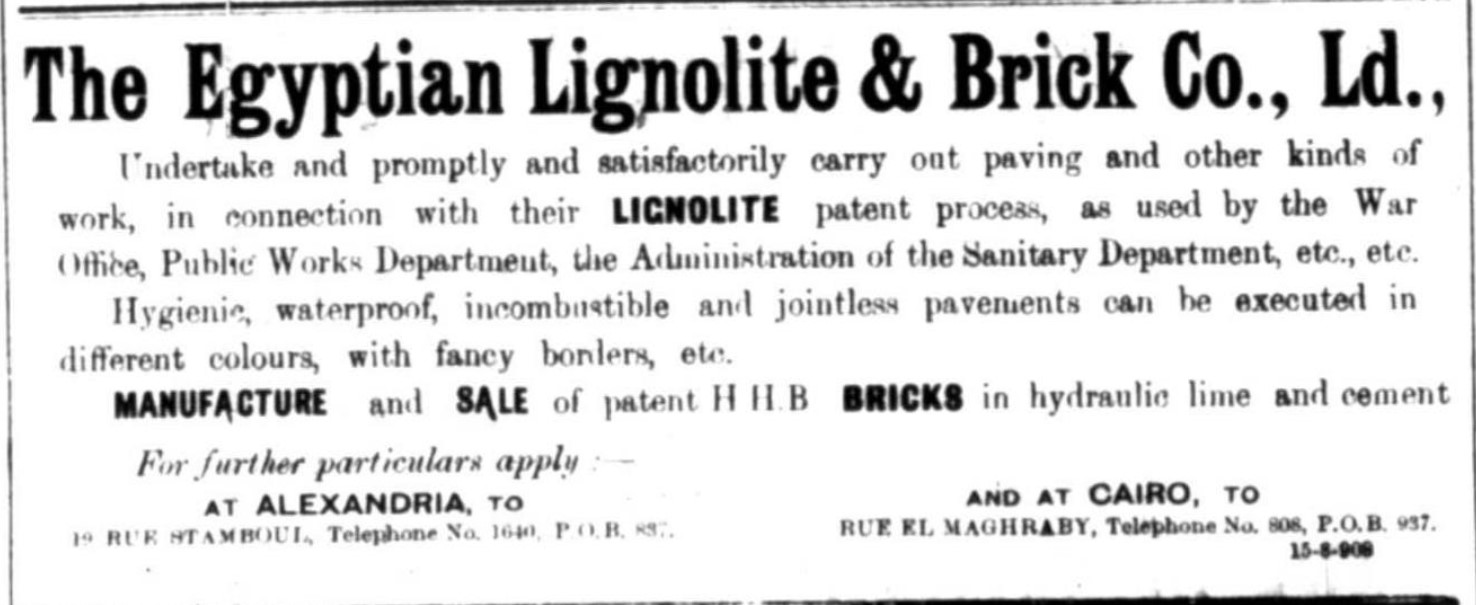 The Egyptian Lignolite & Brick Co., Ld.,
Undertake and promptly and satisfactorily carry out paving and other kinds of
work, in connection with their LIGNOLITE patent process, as used by the War
Office, Public Works Department, the Administration of the Sanitary Department, etc., etc.
Hygienic, waterproof, incombustible and jointless pavements can be executed in
different colours, with fancy borders, etc.
MANUFACTURE and SALE of patent H H.B BRICKS in hydraulic lime and cement
For further particulars apply :—
AT ALEXANDRIA, TO
19 RUE STAMBOUL, Telephone No. 1640, P.O.B. 837.
AND AT CAIRO, TO
RUE EL MAGHRABY, Telephone No. 808, P.O.B. 937.
15-8-908